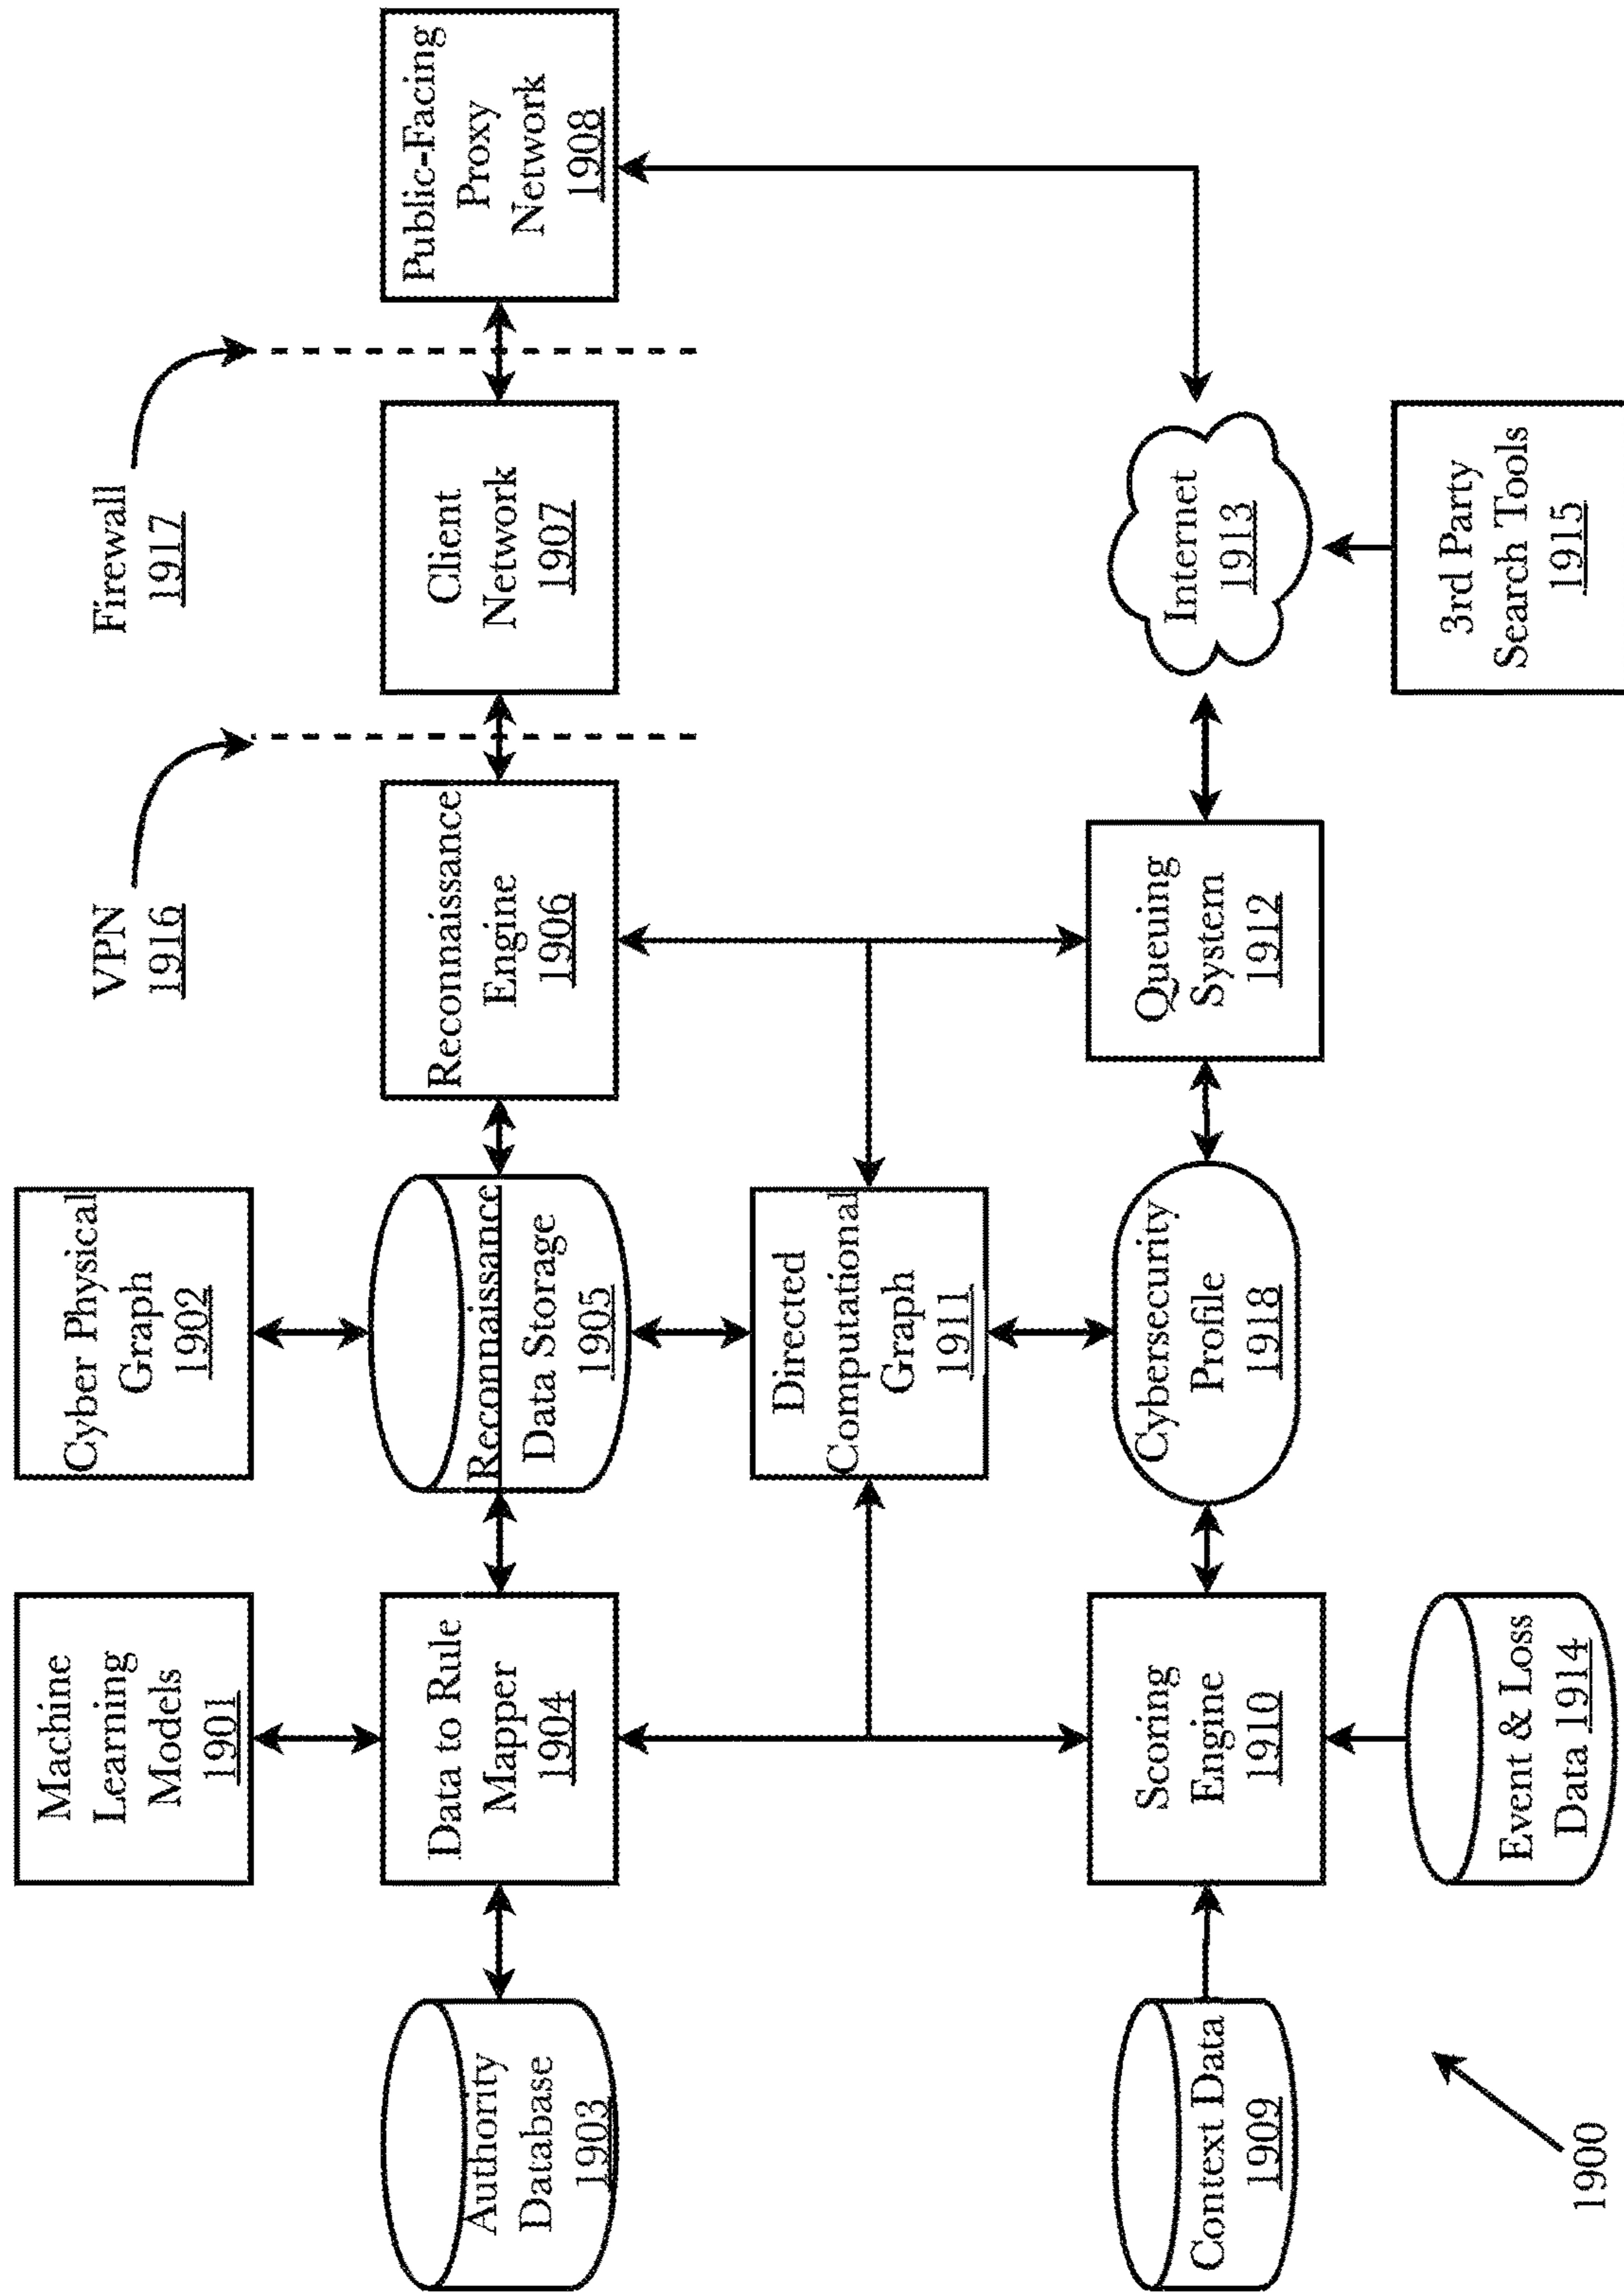 Machine
Learning
Models
1901
Cyber Physical
Graph
1902
VPN
1916
Firewall
1917
Authority
Database
1903
Data to Rule
Mapper
1904
Reconnaissance
Data Storage
1905
Reconnaissance
Engine
1906
Client
Network
1907
Public-Facing
Proxy
Network
1908
Directed
Computational
Graph
1911
Context Data
1909
Scoring
Engine
1910
Cybersecurity
Profile
1918
Queuing
System
1912
Internet
1913
Event & Loss
Data 1914
3rd Party
Search Tools
1915
1900